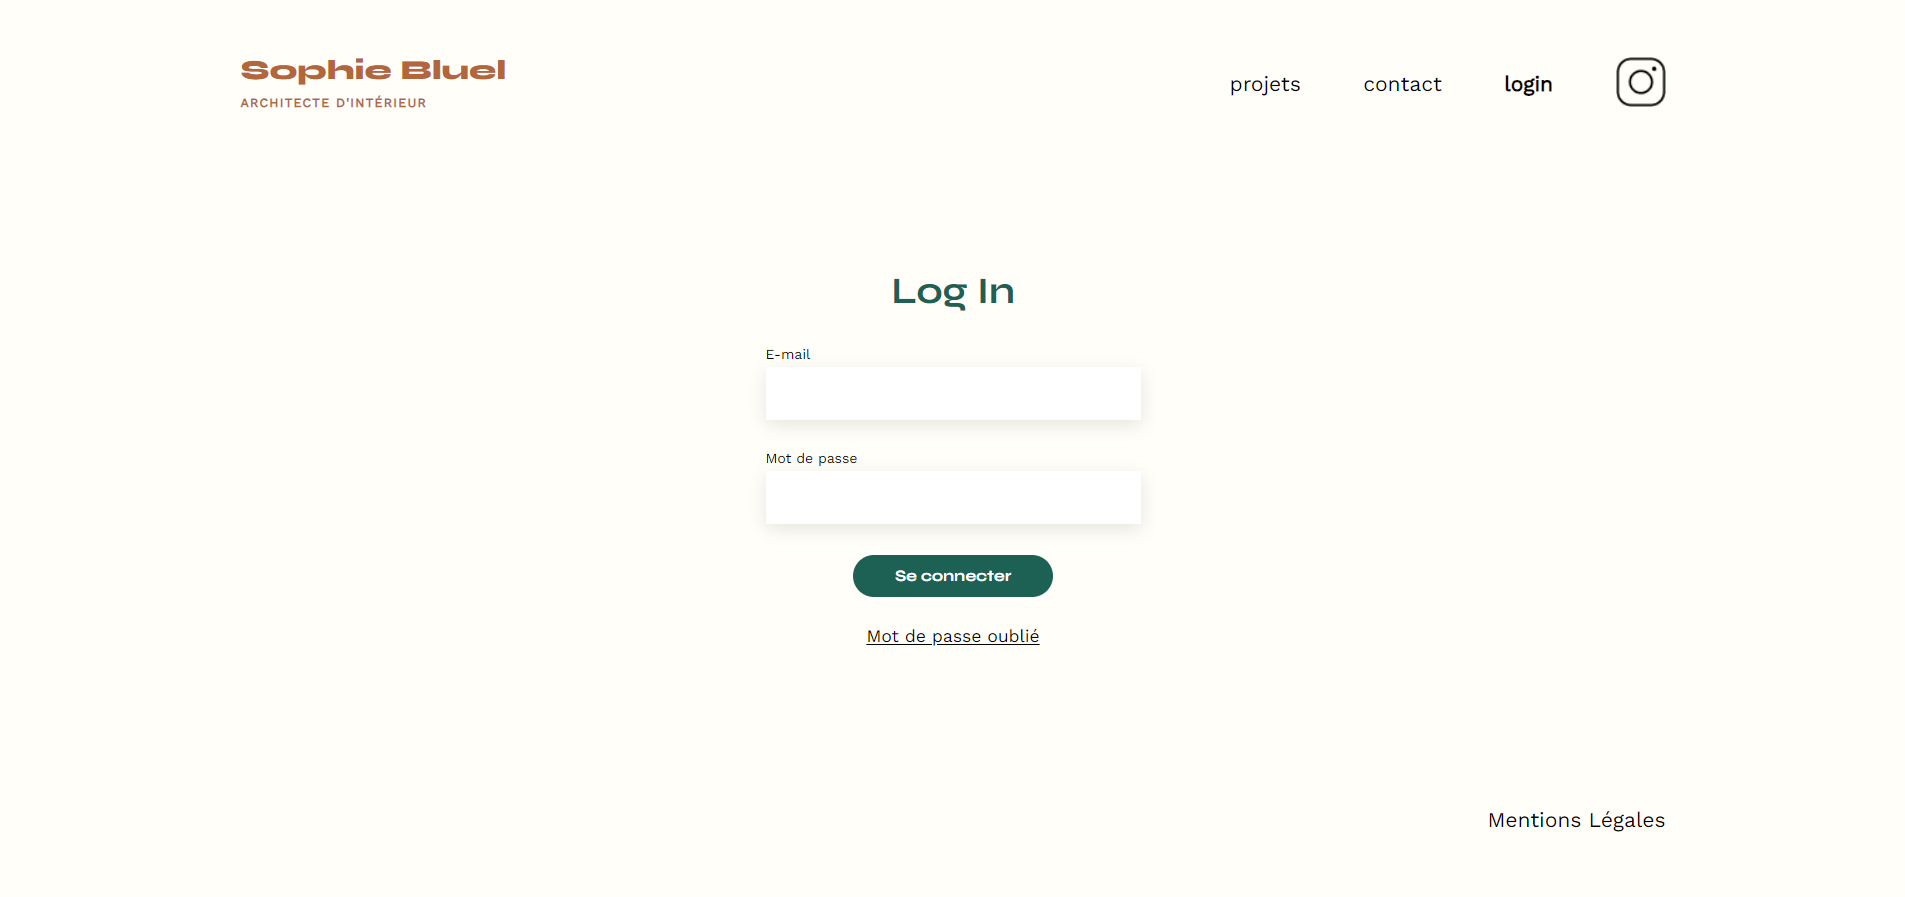 Sophie Bluel
ARCHITECTE D'INTÉRIEUR
projets
contact
login
Log In
E-mail
Mot de passe
Se connecter
Mot de passe oublié
Mentions Légales